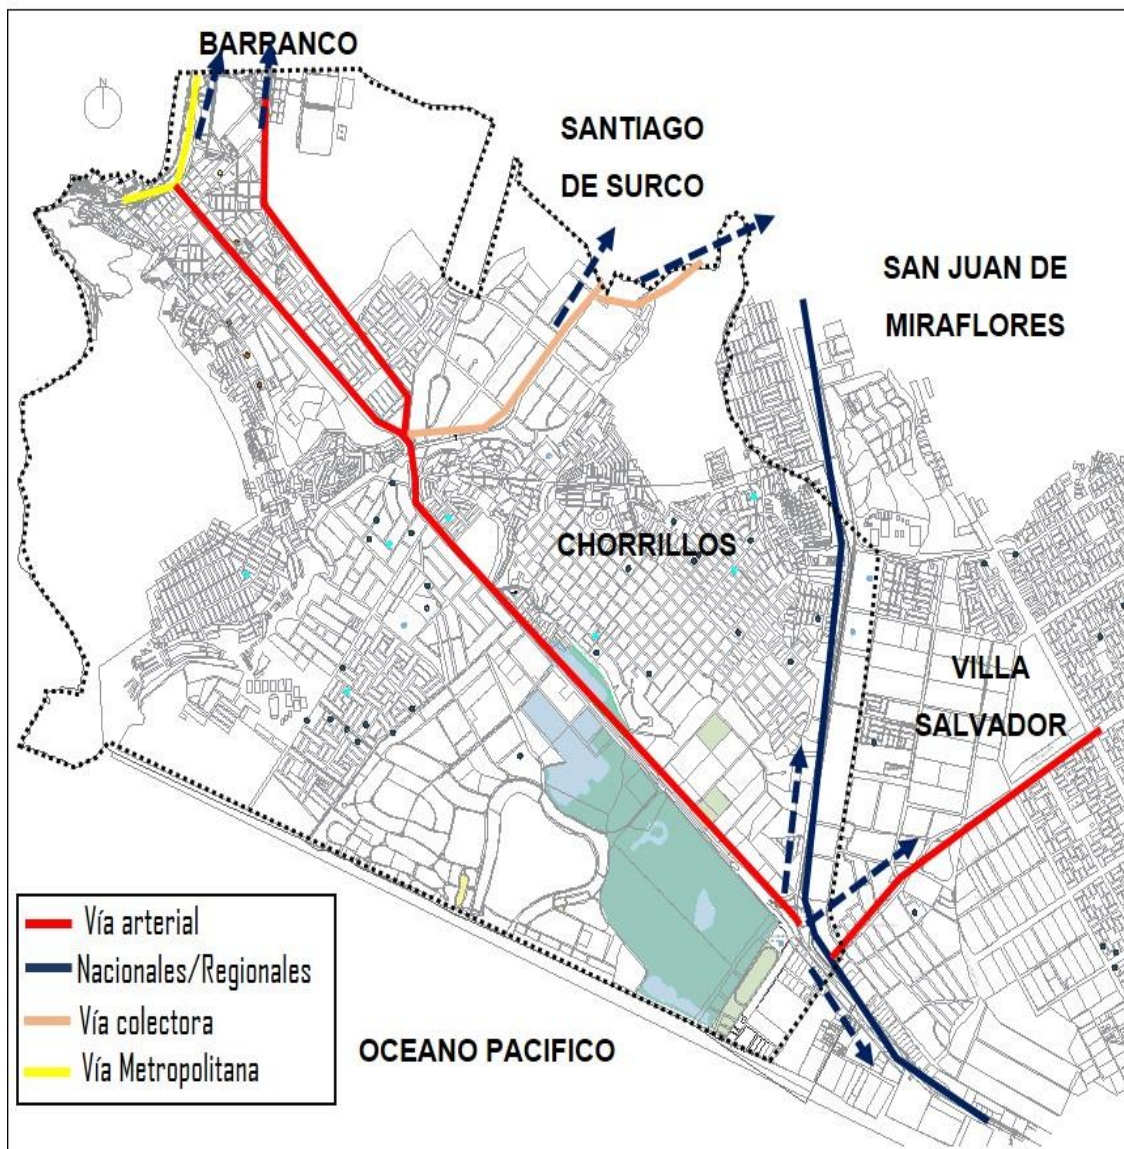 BARRANCO
N
SANTIAGO
DE SURCO
SAN JUAN DE
MIRAFLORES
CHORRILLOS
VILLA
SALVADOR
Vía arterial
Nacionales/Regionales
Vía colectora
Vía Metropolitana
OCEANO PACIFICO